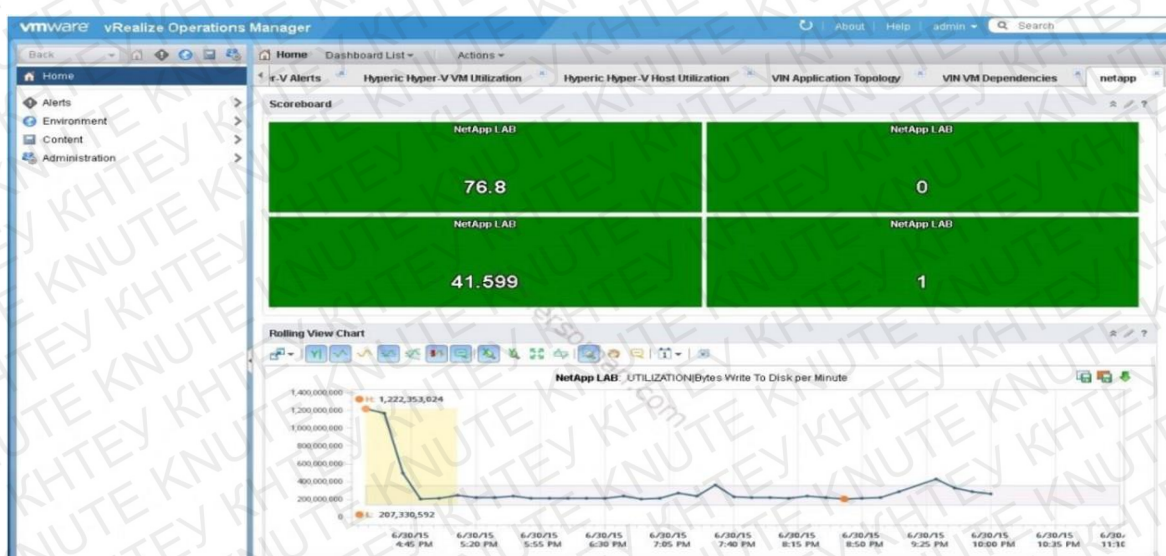 vmware vRealize Operations Manager
About Help admin Search
Back
Home Dashboard List Actions
Home
Alerts
Environment
Content
Administration
r-V Alerts Hyperic Hyper-V VM Utilization Hyperic Hyper-V Host Utilization VIN Application Topology VIN VM Dependencies netapp
Scoreboard
NetApp LAB
76.8
NetApp LAB
0
NetApp LAB
41.599
NetApp LAB
1
Rolling View Chart
NetApp LAB: UTILIZATION|Bytes Write To Disk per Minute
1,400,000,000
1,200,000,000
1,000,000,000
800,000,000
600,000,000
400,000,000
200,000,000
0
H: 1,222,353,024
L: 207,330,592
6/30/15 4:45 PM
6/30/15 5:20 PM
6/30/15 5:55 PM
6/30/15 6:30 PM
6/30/15 7:05 PM
6/30/15 7:40 PM
6/30/15 8:15 PM
6/30/15 8:50 PM
6/30/15 9:25 PM
6/30/15 10:00 PM
6/30/15 10:35 PM
6/30/ 11:10
KNUTE КНТЕУ